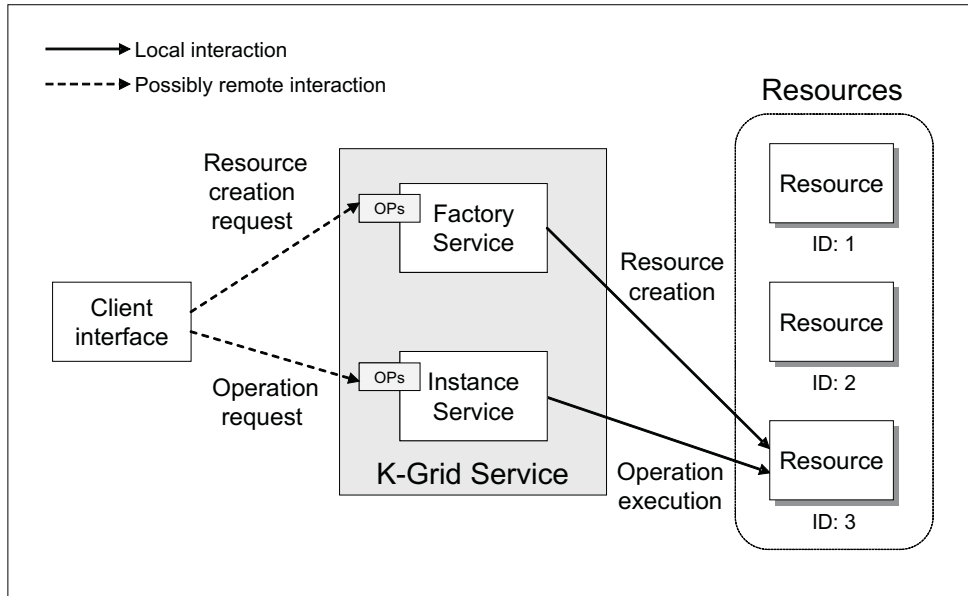 Local interaction
Possibly remote interaction
Resources
Resource
creation
request
OPs
Factory
Service
Resource
ID: 1
Resource
creation
Client
interface
Resource
ID: 2
Operation
request
OPs
Instance
Service
K-Grid Service
Operation
execution
Resource
ID: 3